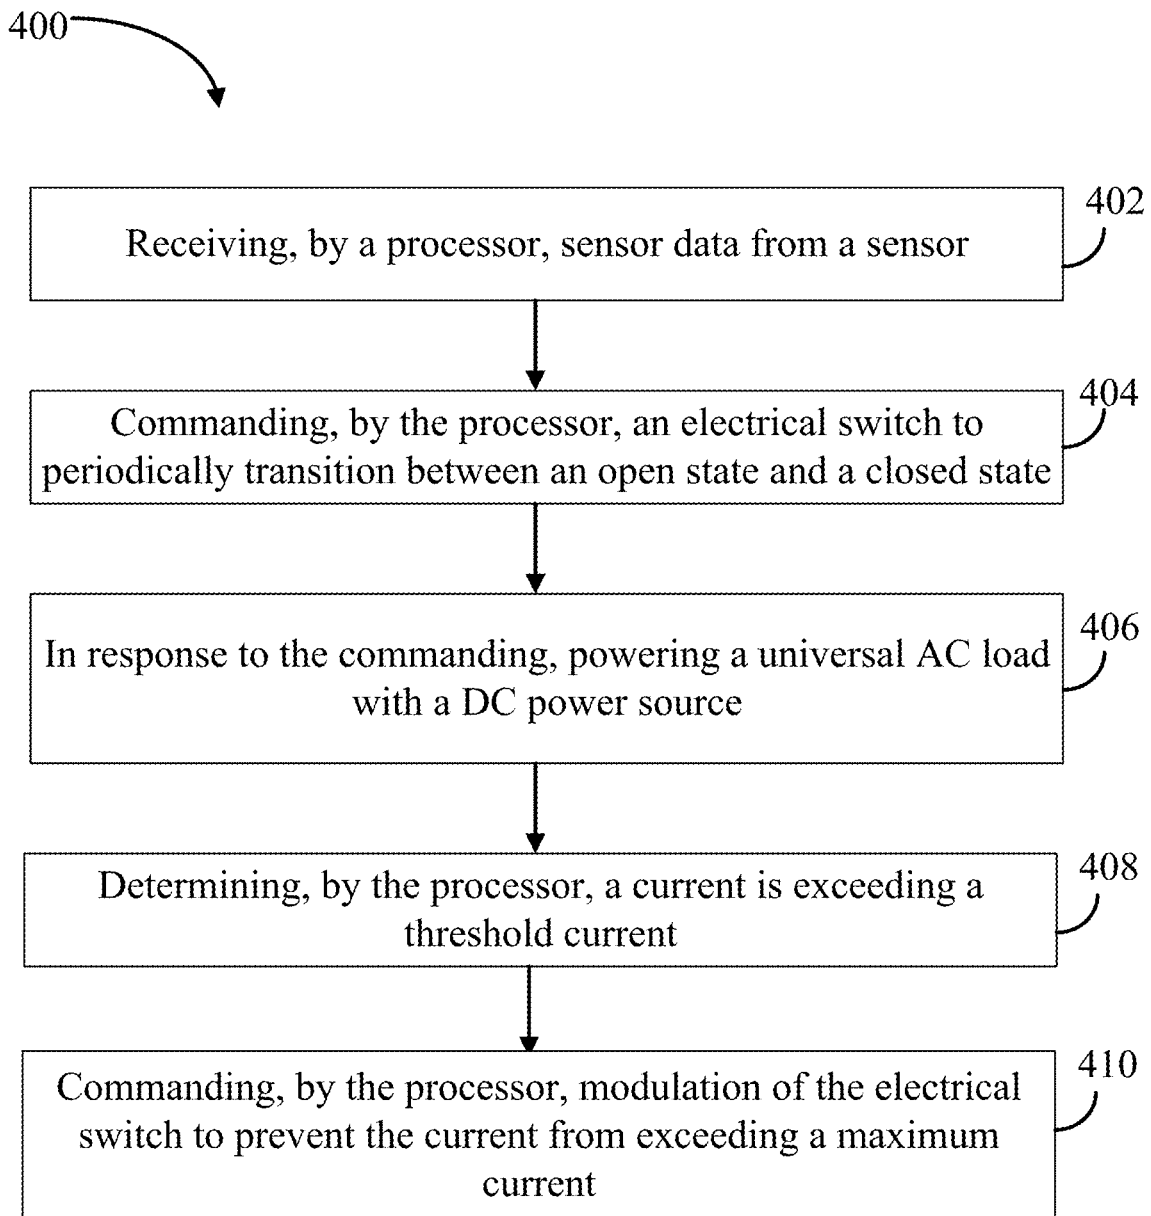 400
402
Receiving, by a processor, sensor data from a sensor
404
Commanding, by the processor, an electrical switch to
periodically transition between an open state and a closed state
406
In response to the commanding, powering a universal AC load
with a DC power source
408
Determining, by the processor, a current is exceeding a
threshold current
410
Commanding, by the processor, modulation of the electrical
switch to prevent the current from exceeding a maximum
current